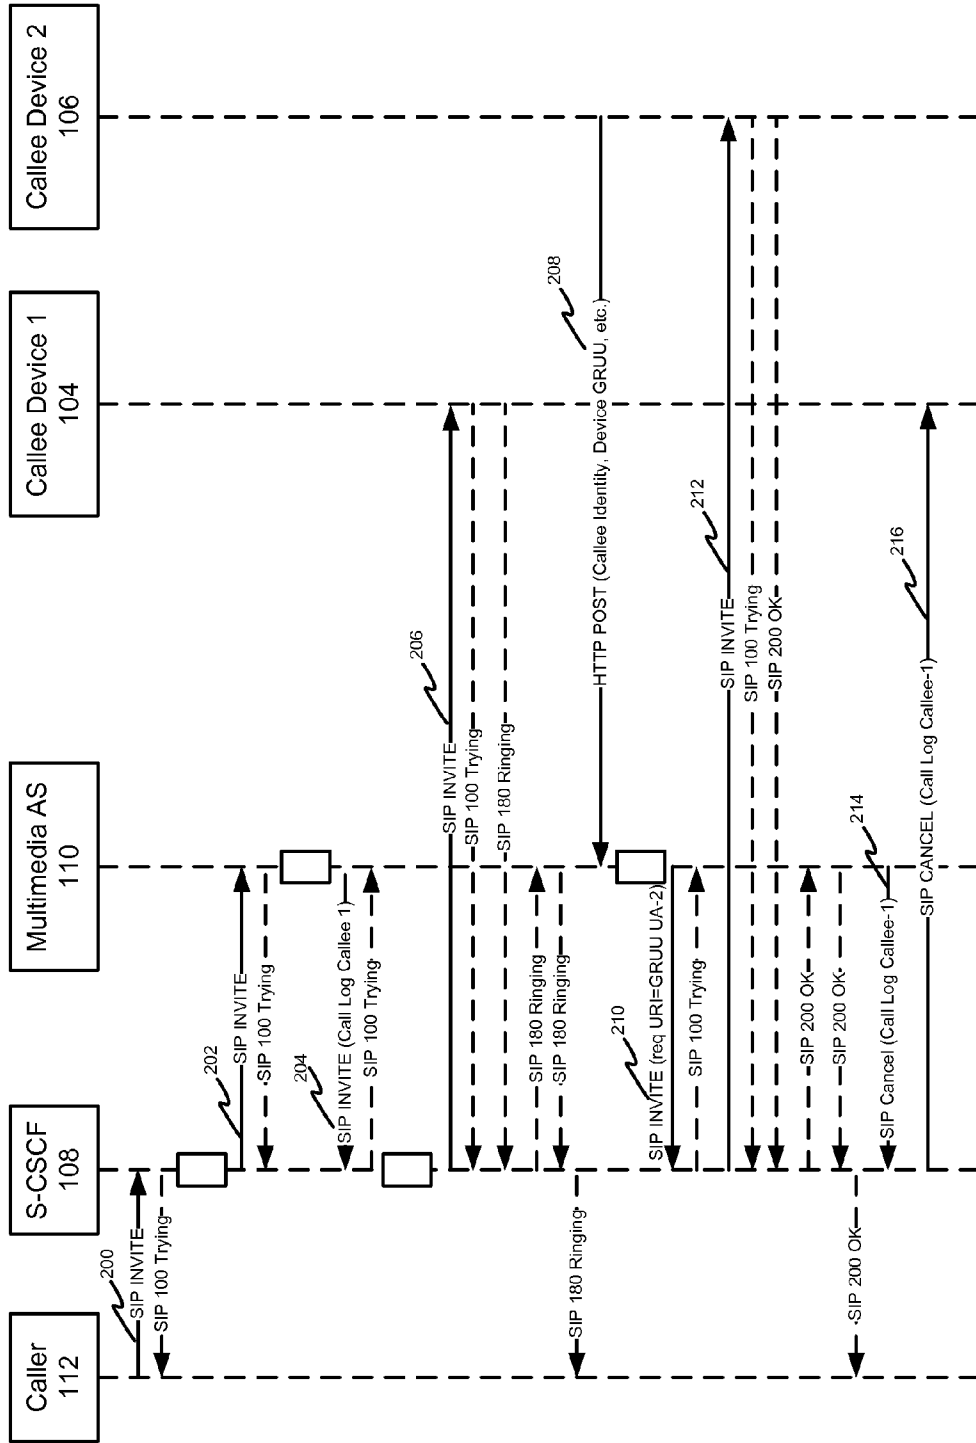 Caller
112
S-CSCF
108
Multimedia AS
110
Callee Device 1
104
Callee Device 2
106
200
SIP INVITE
SIP 100 Trying
202
SIP INVITE
SIP 100 Trying
204
SIP INVITE (Call Log Callee 1)
SIP 100 Trying
206
SIP INVITE
SIP 100 Trying
SIP 180 Ringing
SIP 180 Ringing
SIP 180 Ringing
SIP 180 Ringing
208
HTTP POST (Callee Identity, Device GRUU, etc.)
210
SIP INVITE (req URI=GRUU UA-2)
SIP 100 Trying
212
SIP INVITE
SIP 100 Trying
SIP 200 OK
SIP 200 OK
SIP 200 OK
SIP 200 OK
214
SIP Cancel (Call Log Callee-1)
216
SIP CANCEL (Call Log Callee-1)